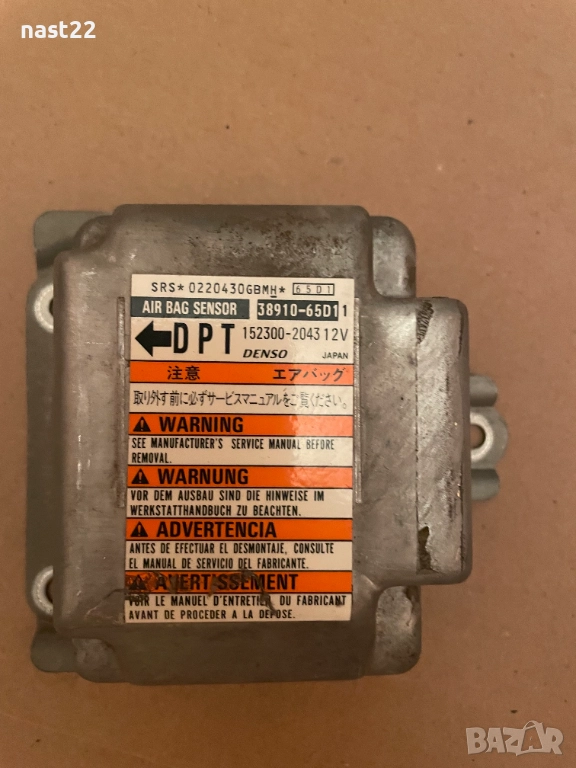 nast22
SRS*0220430GBMH* 65D1
AIR BAG SENSOR 38910-65D11
DPT 152300-2043 12V
DENSO JAPAN
注意 エアバッグ
取り外す前に必ずサービスマニュアルをご覧ください。
WARNING
SEE MANUFACTURER'S SERVICE MANUAL BEFORE
REMOVAL.
WARNUNG
VOR DEM AUSBAU SIND DIE HINWEISE IM
WERKSTATTHANDBUCH ZU BEACHTEN.
ADVERTENCIA
ANTES DE EFECTUAR EL DESMONTAJE, CONSULTE
EL MANUAL DE SERVICIO DEL FABRICANTE.
AVERTISSEMENT
VOIR LE MANUEL D'ENTRETIEN DU FABRICANT
AVANT DE PROCEDER A LA DEPOSE.
BAZAR